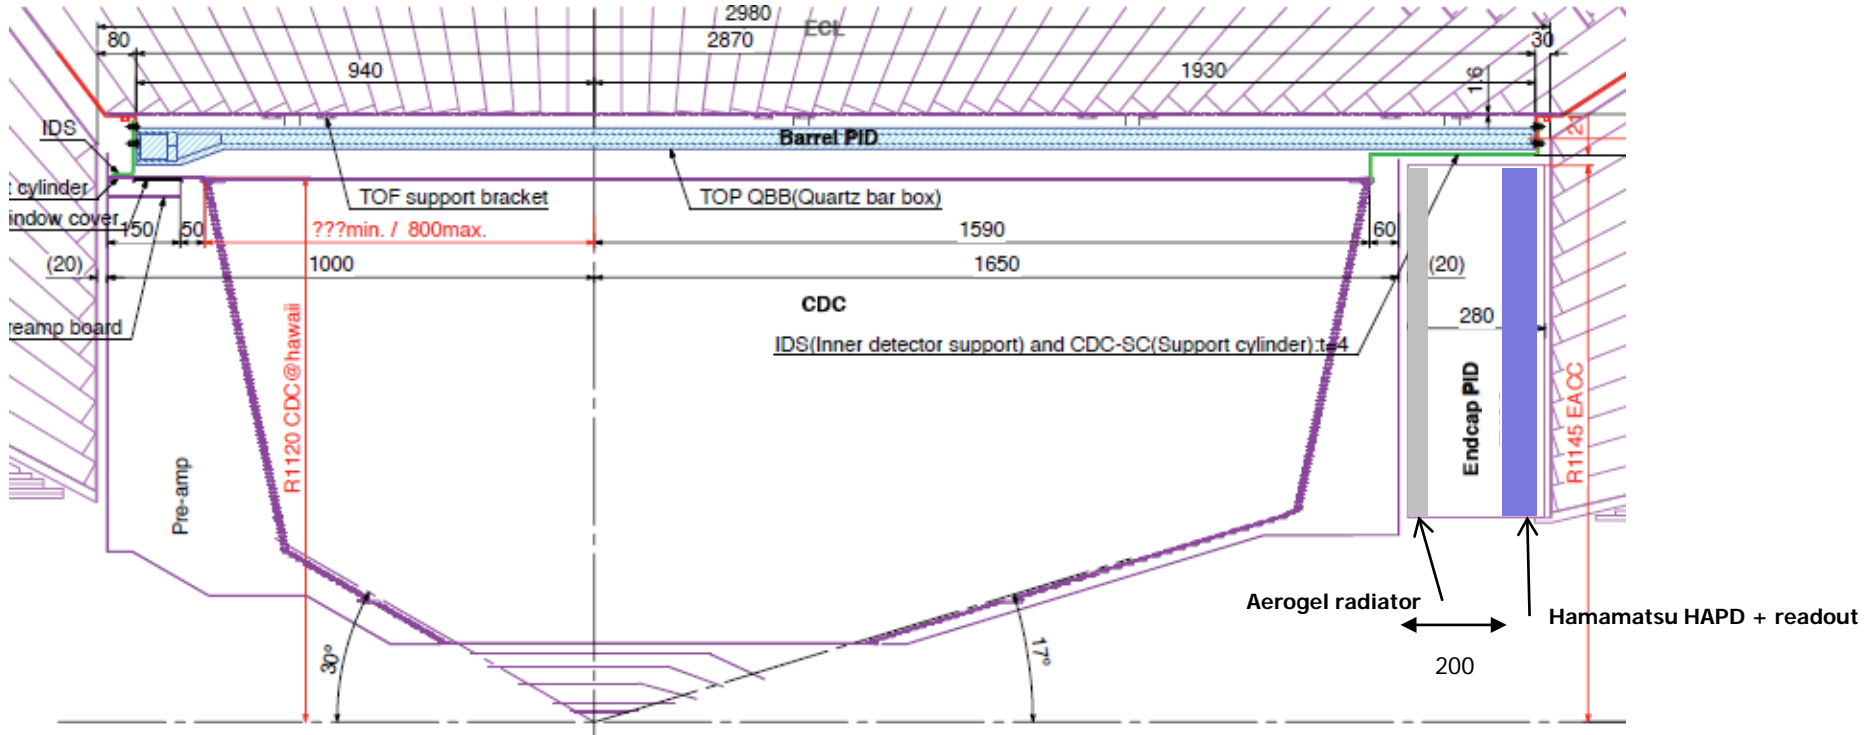 2980
ECL
80
2870
30
940
1930
16
IDS
Barrel PID
21
t cylinder
TOF support bracket
TOP QBB(Quartz bar box)
indow cover
150
50
???min. / 800max.
1590
60
(20)
1000
1650
(20)
CDC
reamp board
280
IDS(Inner detector support) and CDC-SC(Support cylinder):t=4
R1120 CDC@hawaii
Endcap PID
R1145 EACC
Pre-amp
Aerogel radiator
Hamamatsu HAPD + readout
30°
17°
200